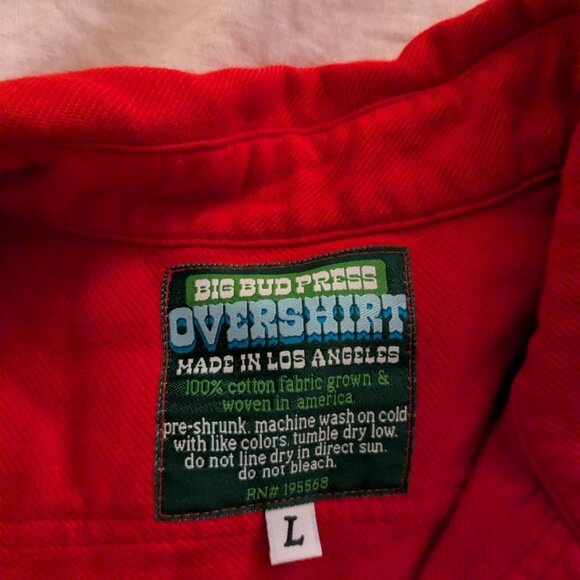 BIG BUD PRESS
OVERSHIRT
MADE IN LOS ANGELES
100% cotton fabric grown &
woven in america
pre-shrunk. machine wash on cold
with like colors. tumble dry low.
do not line dry in direct sun.
do not bleach.
RN# 195568
L